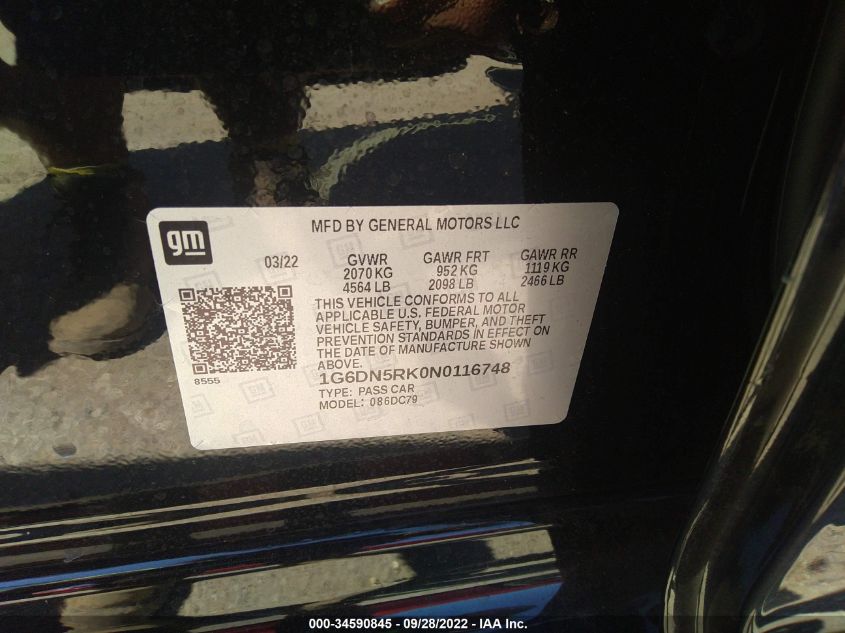 gm
MFD BY GENERAL MOTORS LLC
03/22 GVWR GAWR FRT GAWR RR
2070 KG 952 KG 1119 KG
4564 LB 2098 LB 2466 LB
THIS VEHICLE CONFORMS TO ALL
APPLICABLE U.S. FEDERAL MOTOR
VEHICLE SAFETY, BUMPER, AND THEFT
PREVENTION STANDARDS IN EFFECT ON
THE DATE OF MANUFACTURE SHOWN
ABOVE.
8555
1G6DN5RK0N0116748
TYPE: PASS CAR
MODEL: 086DC79
000-34590845 - 09/28/2022 - IAA Inc.